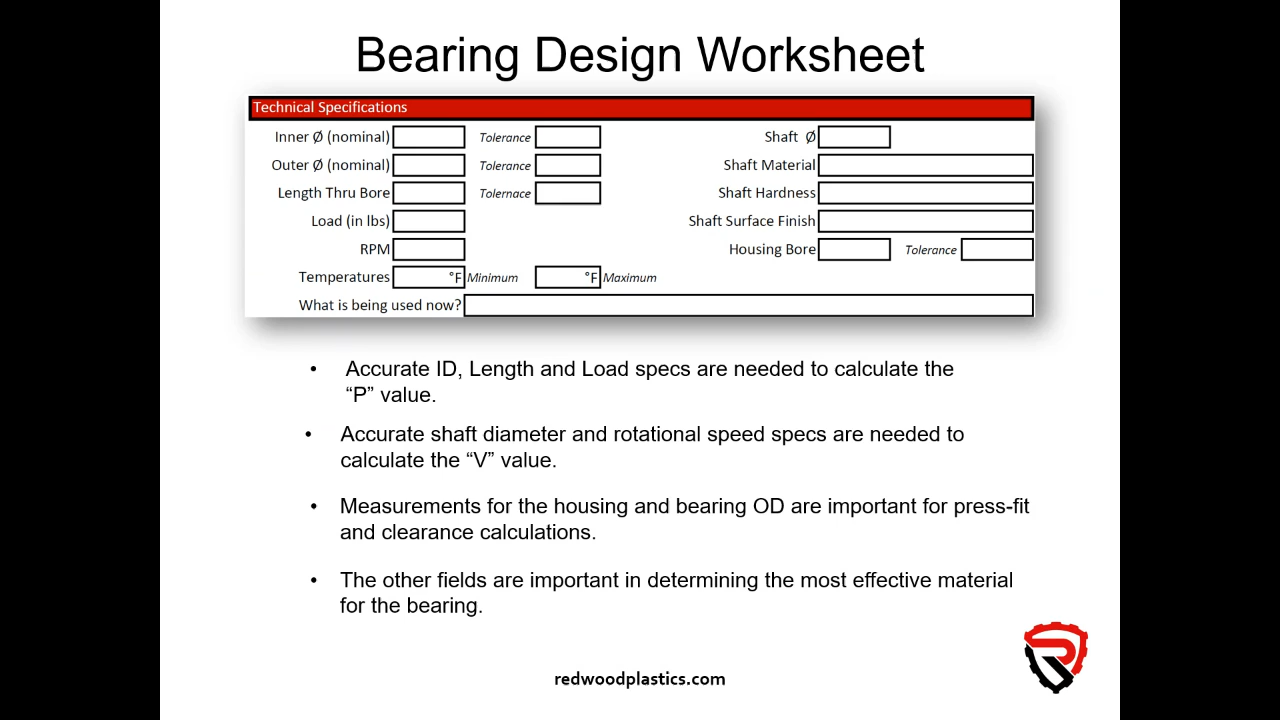 Bearing Design Worksheet
Technical Specifications
Inner Ø (nominal) Tolerance Shaft Ø
Outer Ø (nominal) Tolerance Shaft Material
Length Thru Bore Tolernace Shaft Hardness
Load (in lbs) Shaft Surface Finish
RPM Housing Bore Tolerance
Temperatures °F Minimum °F Maximum
What is being used now?
• Accurate ID, Length and Load specs are needed to calculate the
“P” value.
• Accurate shaft diameter and rotational speed specs are needed to
calculate the “V” value.
• Measurements for the housing and bearing OD are important for press-fit
and clearance calculations.
• The other fields are important in determining the most effective material
for the bearing.
redwoodplastics.com